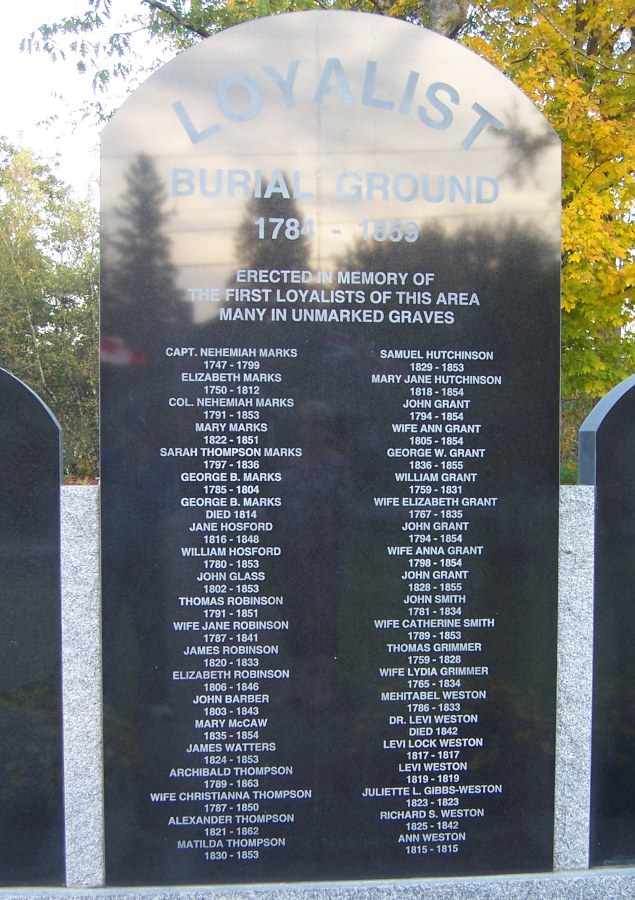 LOYALIST
BURIAL GROUND
1784 - 1869
ERECTED IN MEMORY OF
THE FIRST LOYALISTS OF THIS AREA
MANY IN UNMARKED GRAVES
CAPT. NEHEMIAH MARKS
1747 - 1799
ELIZABETH MARKS
1750 - 1812
COL. NEHEMIAH MARKS
1791 - 1853
MARY MARKS
1822 - 1851
SARAH THOMPSON MARKS
1797 - 1836
GEORGE B. MARKS
1785 - 1804
GEORGE B. MARKS
DIED 1814
JANE HOSFORD
1816 - 1848
WILLIAM HOSFORD
1780 - 1853
JOHN GLASS
1802 - 1853
THOMAS ROBINSON
1791 - 1851
WIFE JANE ROBINSON
1787 - 1841
JAMES ROBINSON
1820 - 1833
ELIZABETH ROBINSON
1806 - 1846
JOHN BARBER
1803 - 1843
MARY McCAW
1835 - 1854
JAMES WATTERS
1824 - 1853
ARCHIBALD THOMPSON
1789 - 1863
WIFE CHRISTIANNA THOMPSON
1787 - 1850
ALEXANDER THOMPSON
1821 - 1862
MATILDA THOMPSON
1830 - 1853
SAMUEL HUTCHINSON
1829 - 1853
MARY JANE HUTCHINSON
1818 - 1854
JOHN GRANT
1794 - 1854
WIFE ANN GRANT
1805 - 1854
GEORGE W. GRANT
1836 - 1855
WILLIAM GRANT
1759 - 1831
WIFE ELIZABETH GRANT
1767 - 1835
JOHN GRANT
1794 - 1854
WIFE ANNA GRANT
1798 - 1854
JOHN GRANT
1828 - 1855
JOHN SMITH
1781 - 1834
WIFE CATHERINE SMITH
1789 - 1853
THOMAS GRIMMER
1759 - 1828
WIFE LYDIA GRIMMER
1765 - 1834
MEHITABEL WESTON
1786 - 1833
DR. LEVI WESTON
DIED 1842
LEVI LOCK WESTON
1817 - 1817
LEVI WESTON
1819 - 1819
JULIETTE L. GIBBS-WESTON
1823 - 1823
RICHARD S. WESTON
1825 - 1842
ANN WESTON
1815 - 1815